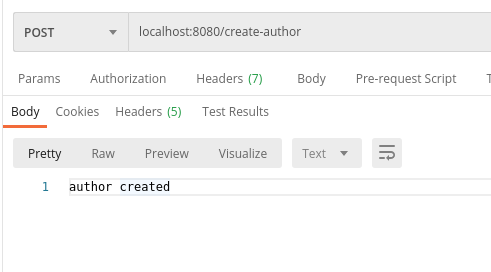 POST localhost:8080/create-author
Params Authorization Headers (7) Body Pre-request Script
Body Cookies Headers (5) Test Results
Pretty Raw Preview Visualize Text
1 author created